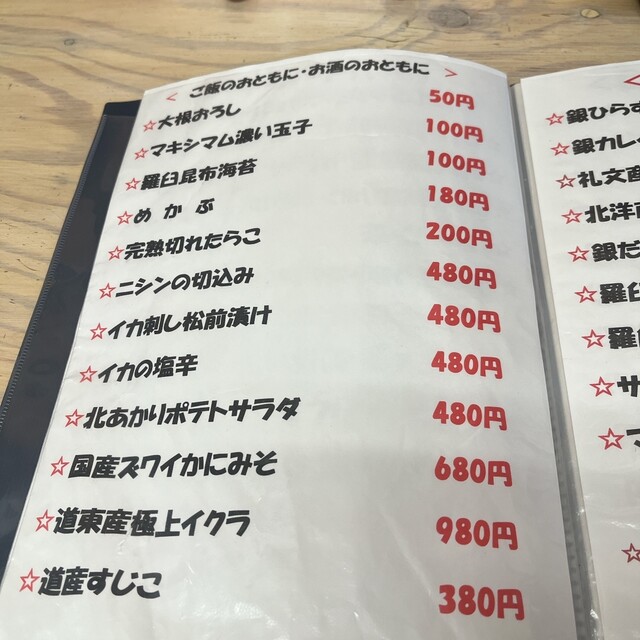 ＜ ご飯のおともに・お酒のおともに ＞
☆大根おろし 50円
☆マキシマム濃い玉子 100円
☆羅臼昆布海苔 100円
☆めかぶ 180円
☆完熟切れたらこ 200円
☆ニシンの切込み 480円
☆イカ刺し松前漬け 480円
☆イカの塩辛 480円
☆北あかりポテトサラダ 480円
☆国産ズワイかにみそ 680円
☆道東産極上イクラ 980円
☆道産すじこ 380円
＜
☆銀ひら
☆銀カレ
☆礼文
☆北洋
☆銀だ
☆羅臼
☆羅
☆サ
☆
☆
☆